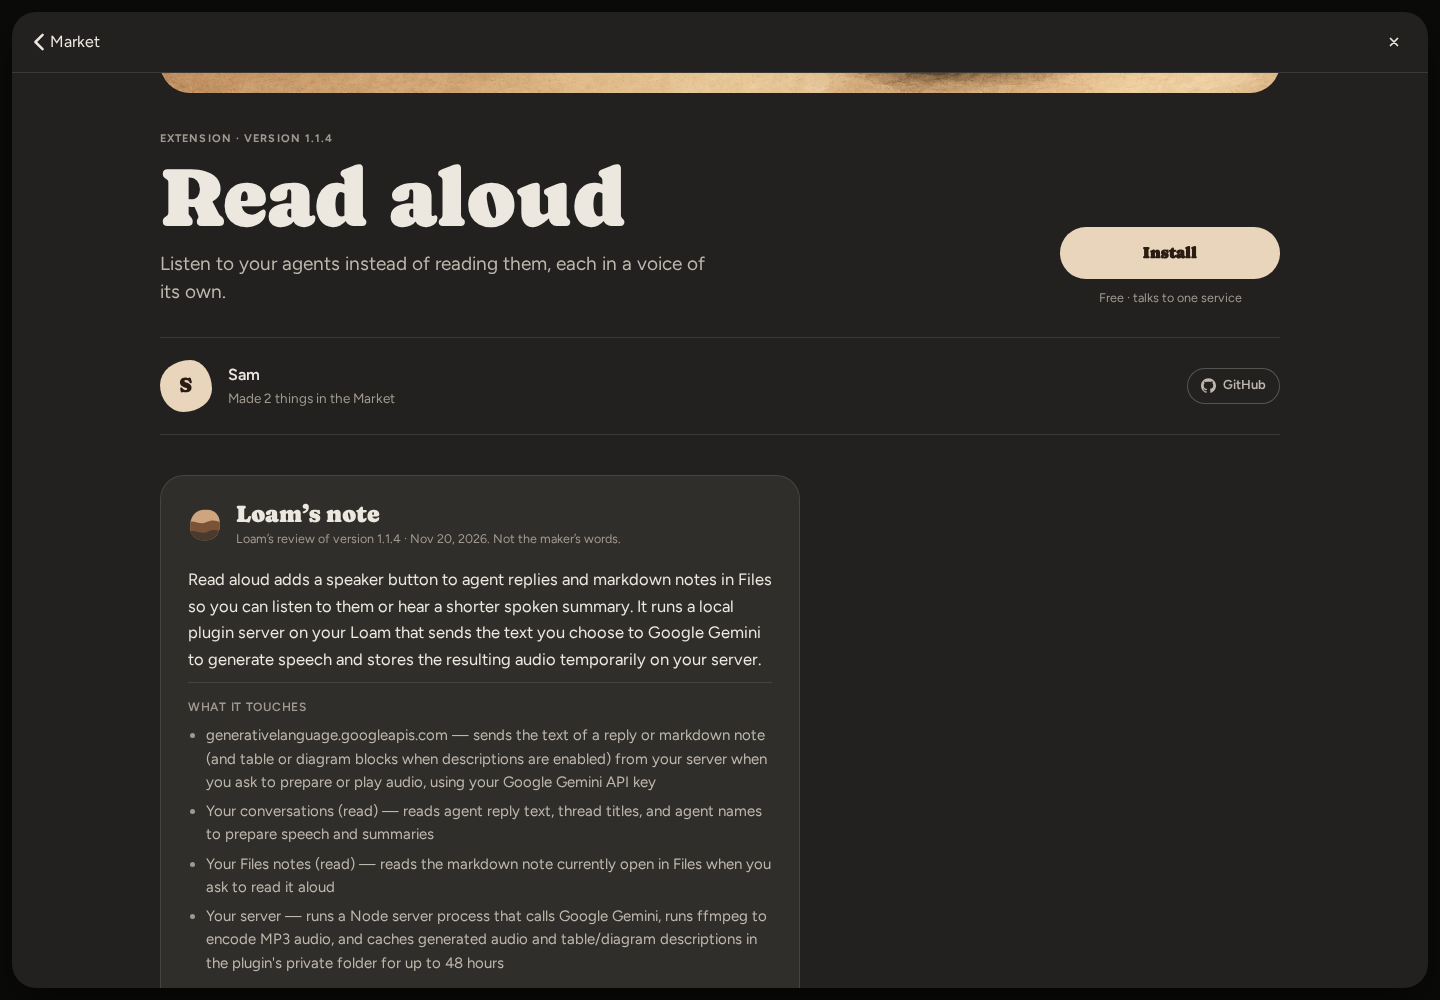 Market
EXTENSION · VERSION 1.1.4
Read aloud
Listen to your agents instead of reading them, each in a voice of
its own.
Install
Free · talks to one service
S
Sam
Made 2 things in the Market
GitHub
Loam’s note
Loam’s review of version 1.1.4 · Nov 20, 2026. Not the maker’s words.
Read aloud adds a speaker button to agent replies and markdown notes in Files
so you can listen to them or hear a shorter spoken summary. It runs a local
plugin server on your Loam that sends the text you choose to Google Gemini
to generate speech and stores the resulting audio temporarily on your server.
WHAT IT TOUCHES
• generativelanguage.googleapis.com — sends the text of a reply or markdown note
(and table or diagram blocks when descriptions are enabled) from your server when
you ask to prepare or play audio, using your Google Gemini API key
• Your conversations (read) — reads agent reply text, thread titles, and agent names
to prepare speech and summaries
• Your Files notes (read) — reads the markdown note currently open in Files when you
ask to read it aloud
• Your server — runs a Node server process that calls Google Gemini, runs ffmpeg to
encode MP3 audio, and caches generated audio and table/diagram descriptions in
the plugin's private folder for up to 48 hours